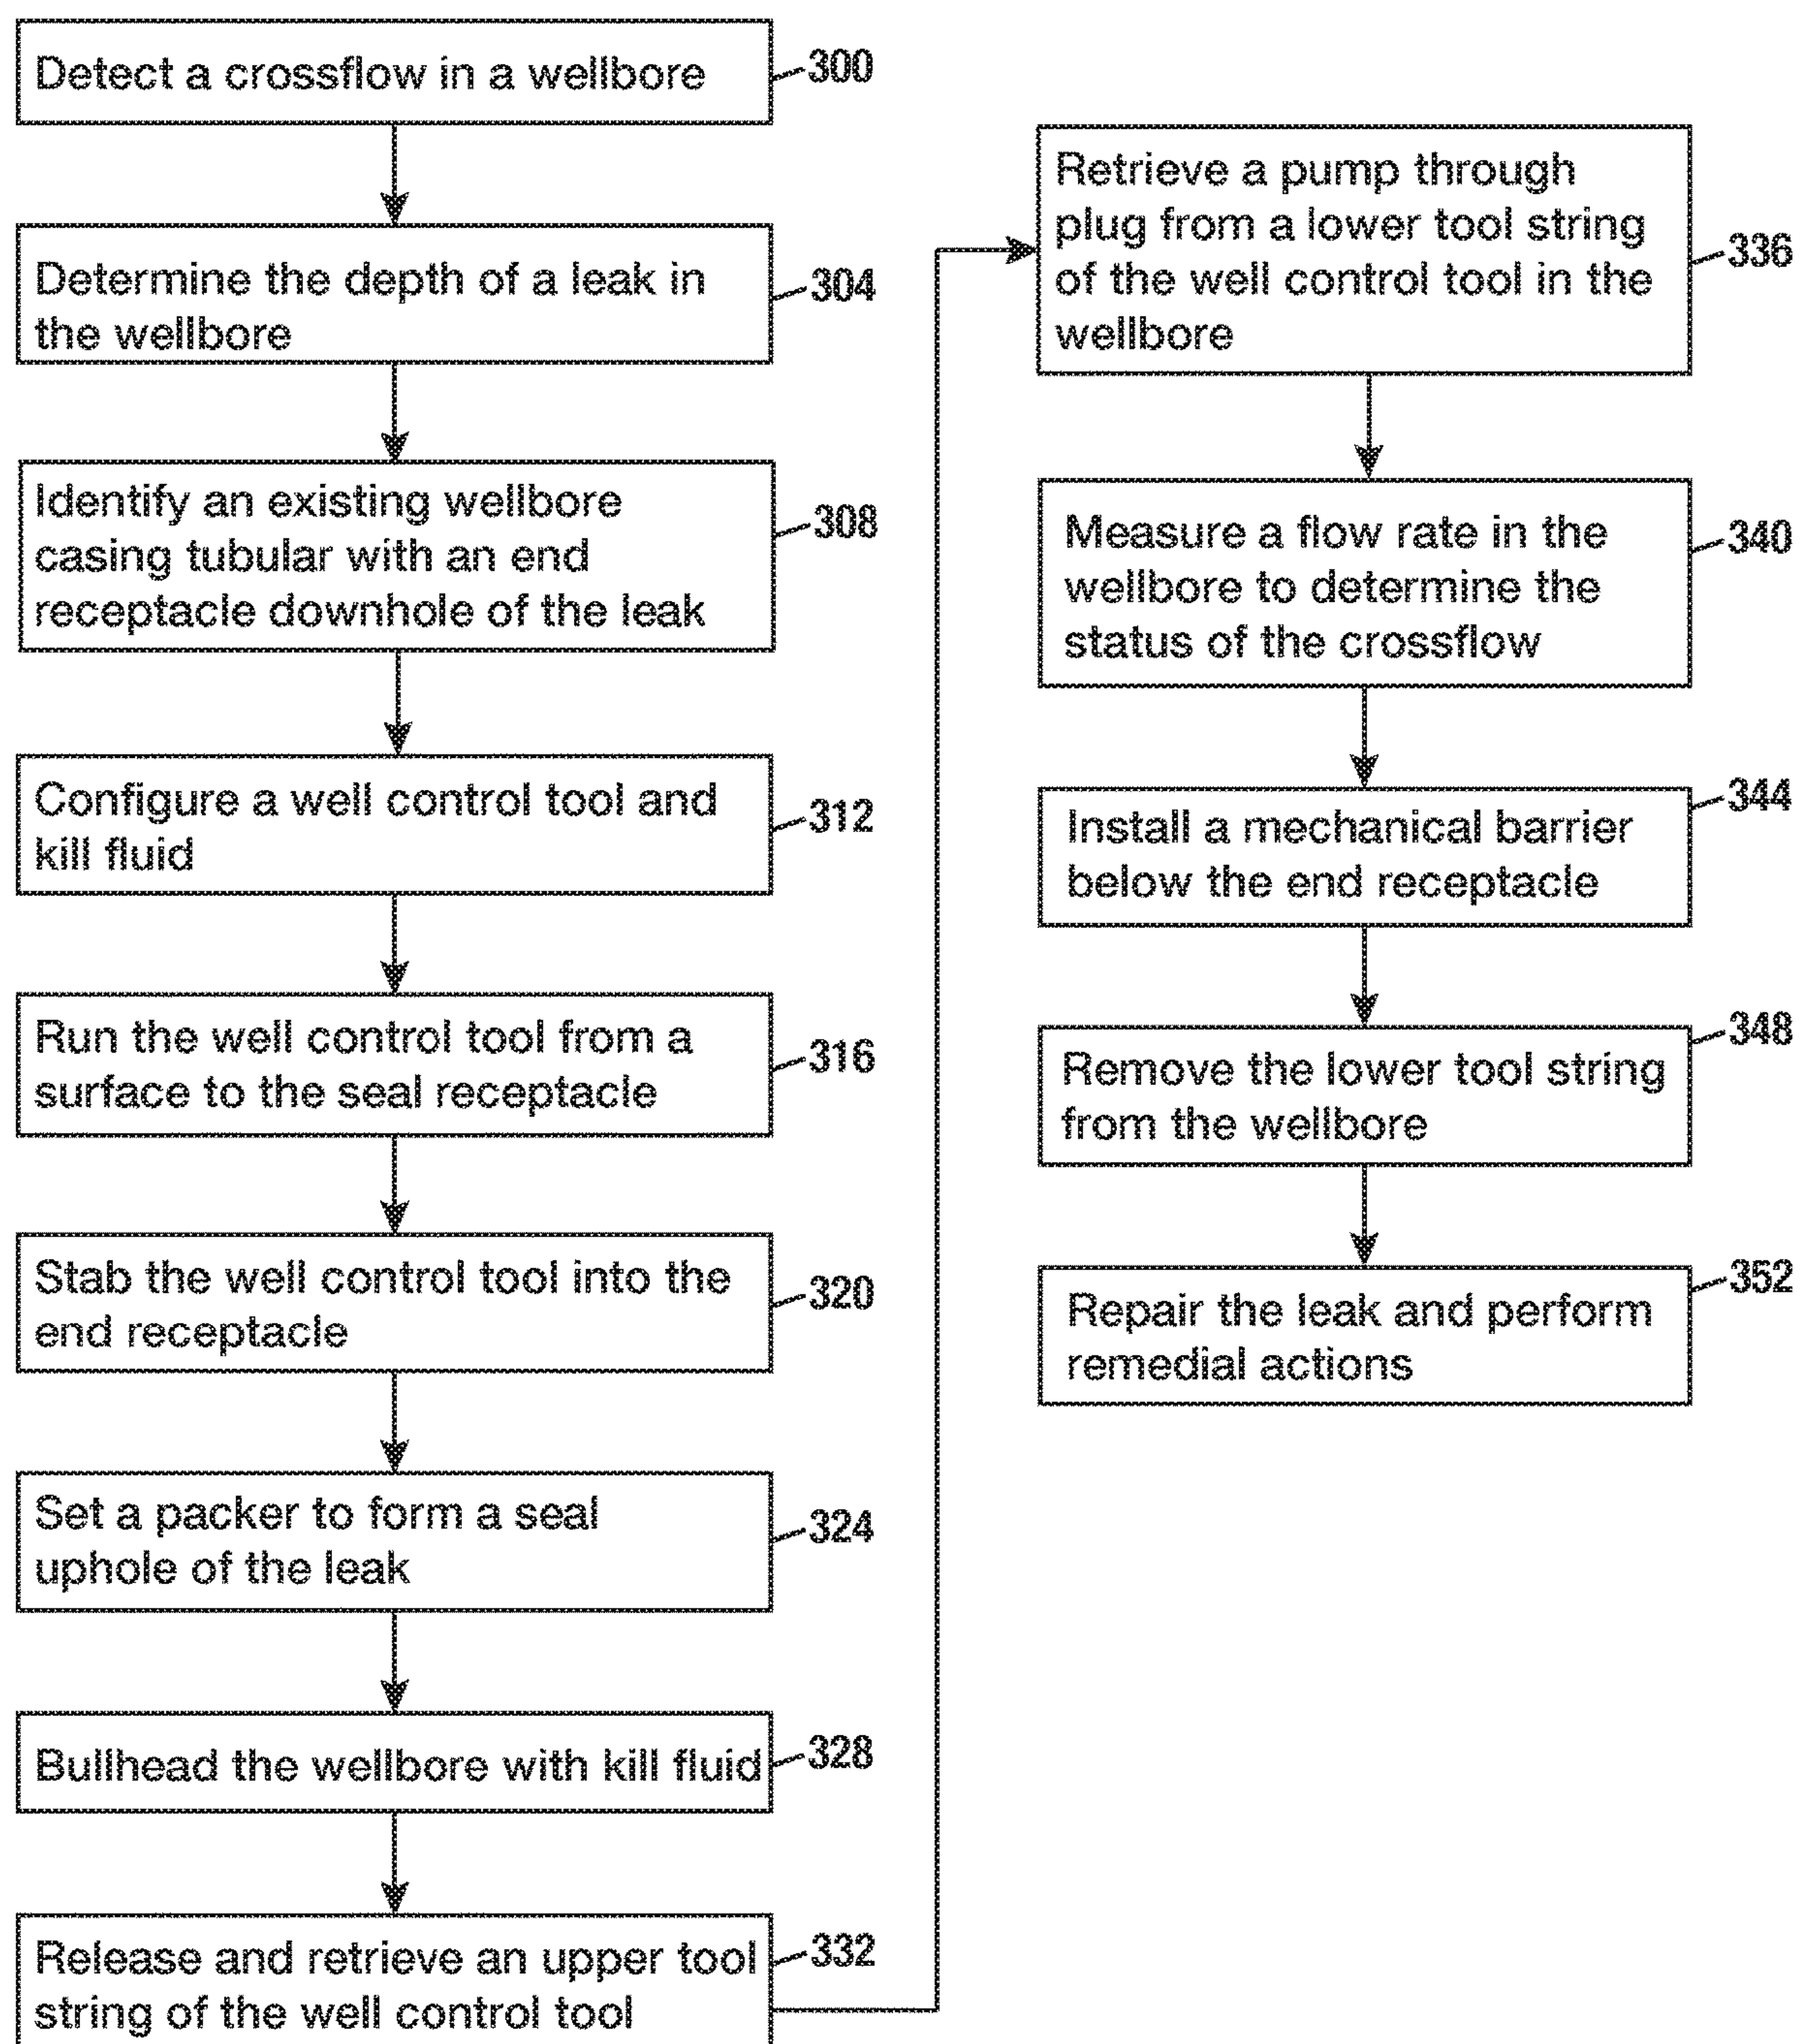 Detect a crossflow in a wellbore
300
Determine the depth of a leak in
the wellbore
304
Identify an existing wellbore
casing tubular with an end
receptacle downhole of the leak
308
Configure a well control tool and
kill fluid
312
Run the well control tool from a
surface to the seal receptacle
316
Stab the well control tool into the
end receptacle
320
Set a packer to form a seal
uphole of the leak
324
Bullhead the wellbore with kill fluid
328
Release and retrieve an upper tool
string of the well control tool
332
Retrieve a pump through
plug from a lower tool string
of the well control tool in the
wellbore
336
Measure a flow rate in the
wellbore to determine the
status of the crossflow
340
Install a mechanical barrier
below the end receptacle
344
Remove the lower tool string
from the wellbore
348
Repair the leak and perform
remedial actions
352